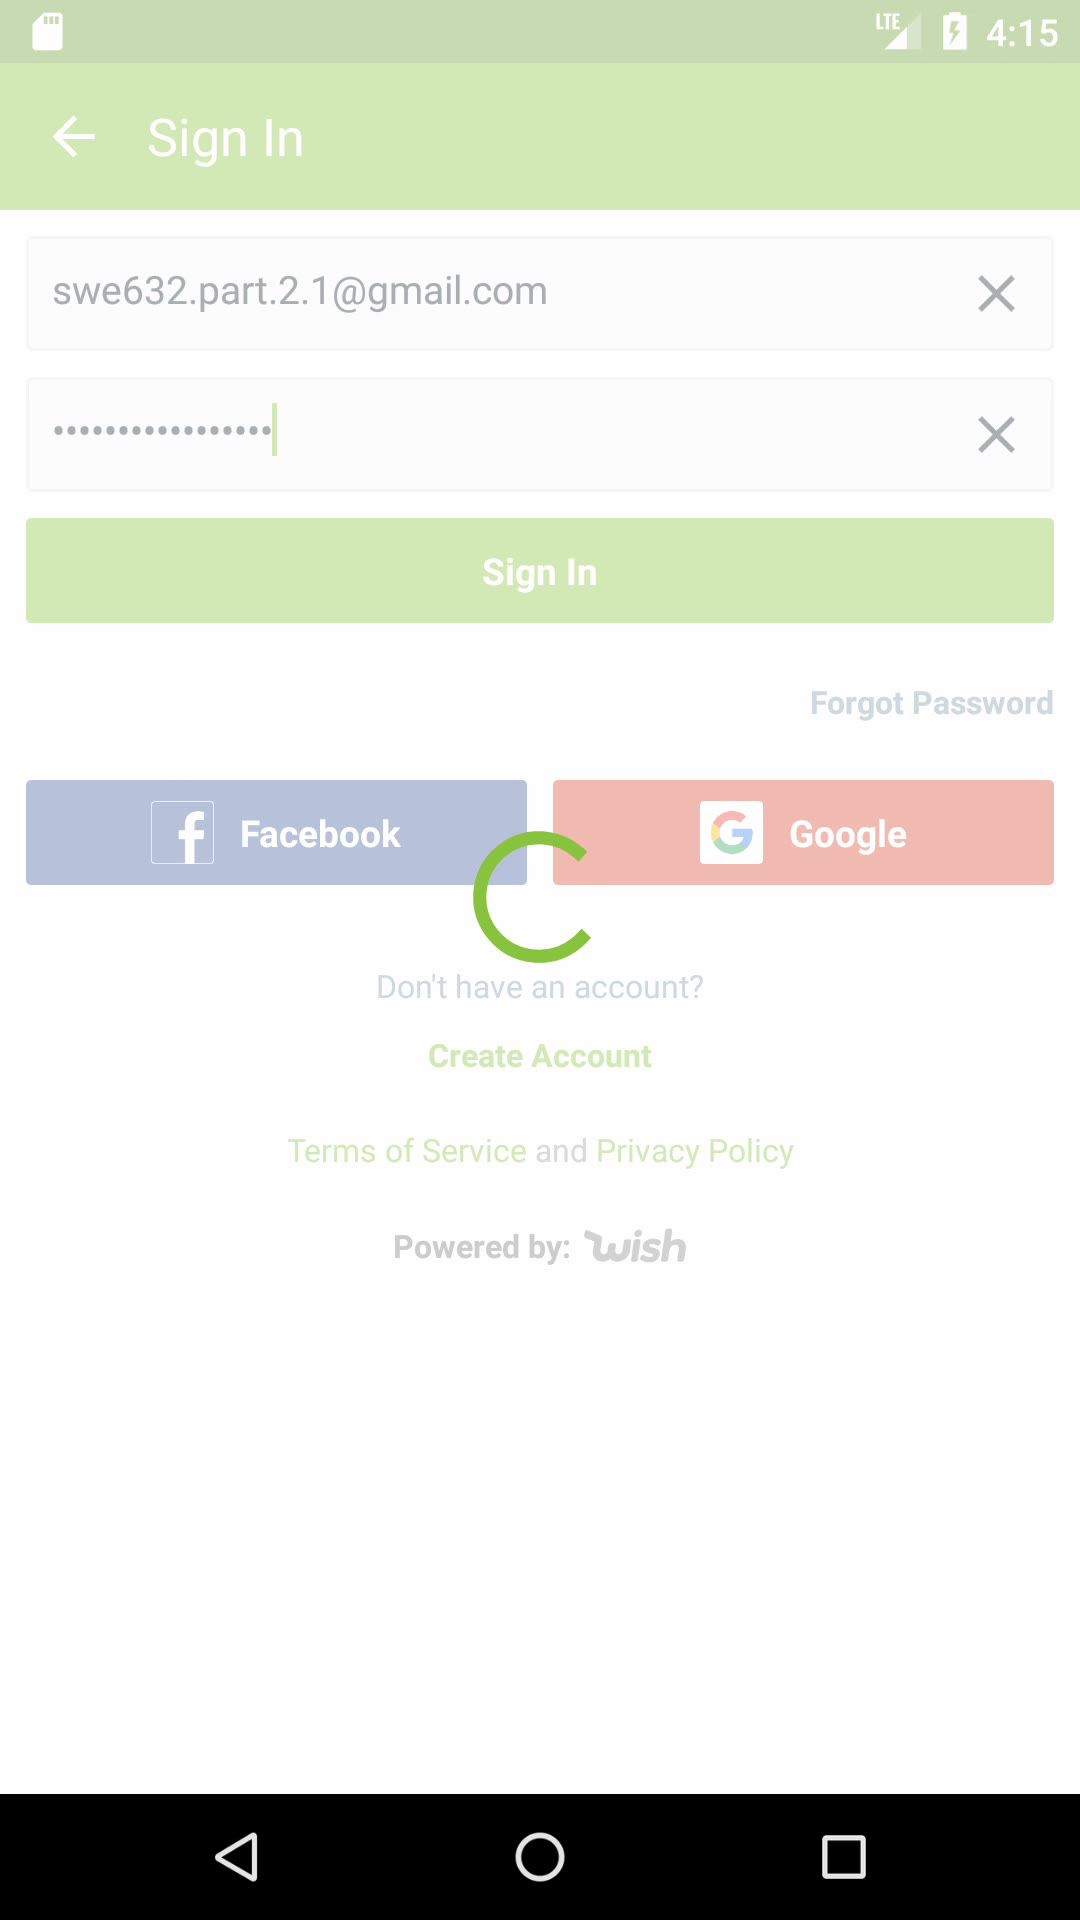 LTE 4:15
Sign In
swe632.part.2.1@gmail.com
•••••••••••••••••
Sign In
Forgot Password
Facebook Google
Don't have an account?
Create Account
Terms of Service and Privacy Policy
Powered by: wish